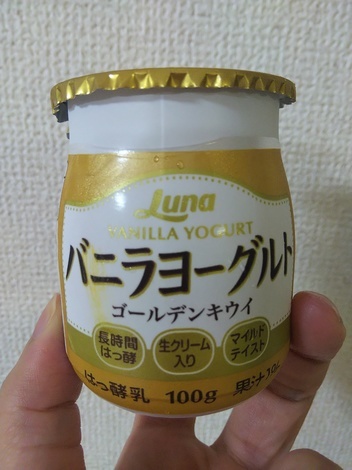 Luna
VANILLA YOGURT
バニラヨーグルト
ゴールデンキウイ
長時間
はっ酵
生クリーム
入り
マイルド
テイスト
はっ酵乳 100g 果汁